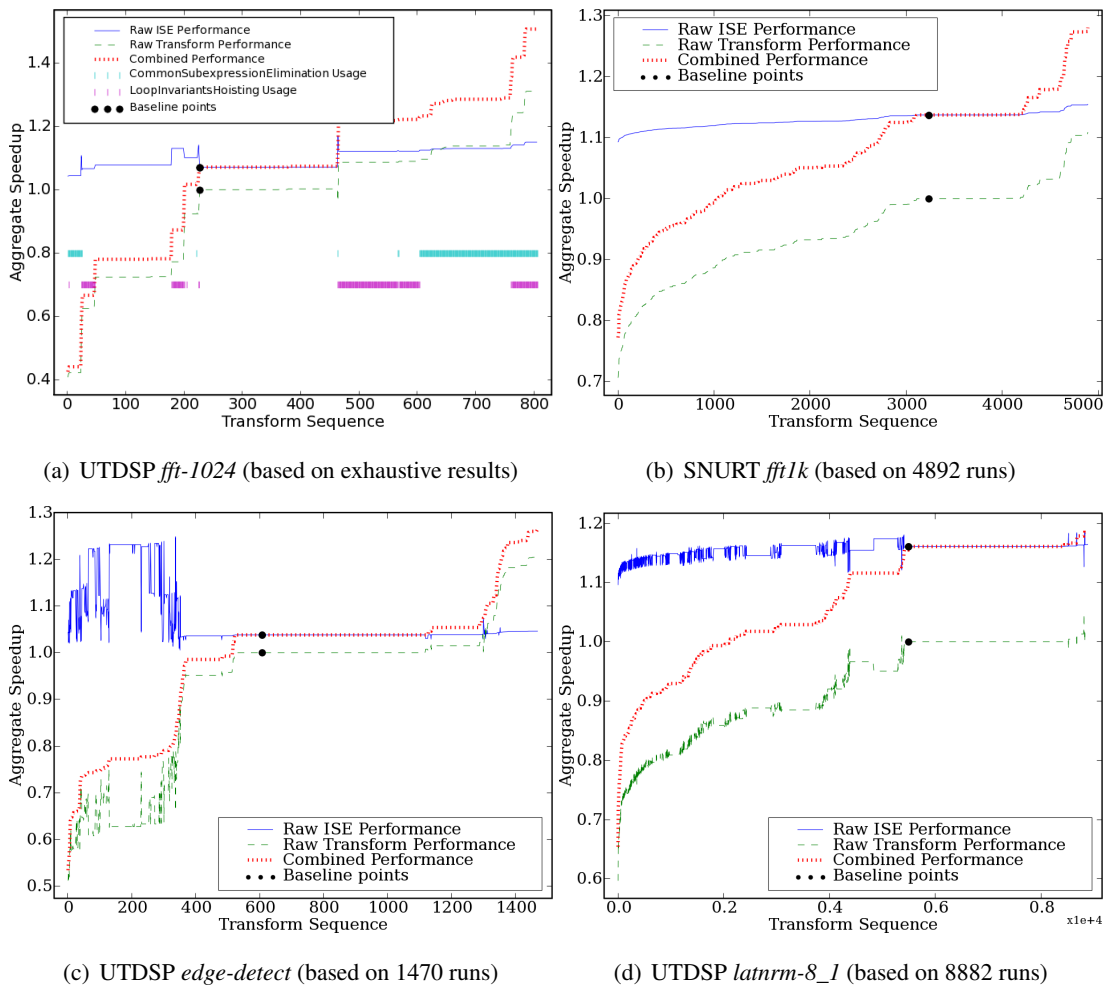 Raw ISE Performance
Raw Transform Performance
Combined Performance
CommonSubexpressionElimination Usage
LoopInvariantsHoisting Usage
Baseline points
Aggregate Speedup
1.4
1.2
1.0
0.8
0.6
0.4
0 100 200 300 400 500 600 700 800
Transform Sequence
(a) UTDSP fft-1024 (based on exhaustive results)
Raw ISE Performance
Raw Transform Performance
Combined Performance
Baseline points
Aggregate Speedup
1.3
1.2
1.1
1.0
0.9
0.8
0.7
0 1000 2000 3000 4000 5000
Transform Sequence
(b) SNURT fft1k (based on 4892 runs)
Aggregate Speedup
1.3
1.2
1.1
1.0
0.9
0.8
0.7
0.6
0.5
Raw ISE Performance
Raw Transform Performance
Combined Performance
Baseline points
0 200 400 600 800 1000 1200 1400
Transform Sequence
(c) UTDSP edge-detect (based on 1470 runs)
Aggregate Speedup
1.2
1.1
1.0
0.9
0.8
0.7
0.6
Raw ISE Performance
Raw Transform Performance
Combined Performance
Baseline points
0.0 0.2 0.4 0.6 0.8
x1e+4
Transform Sequence
(d) UTDSP latnrm-8_1 (based on 8882 runs)